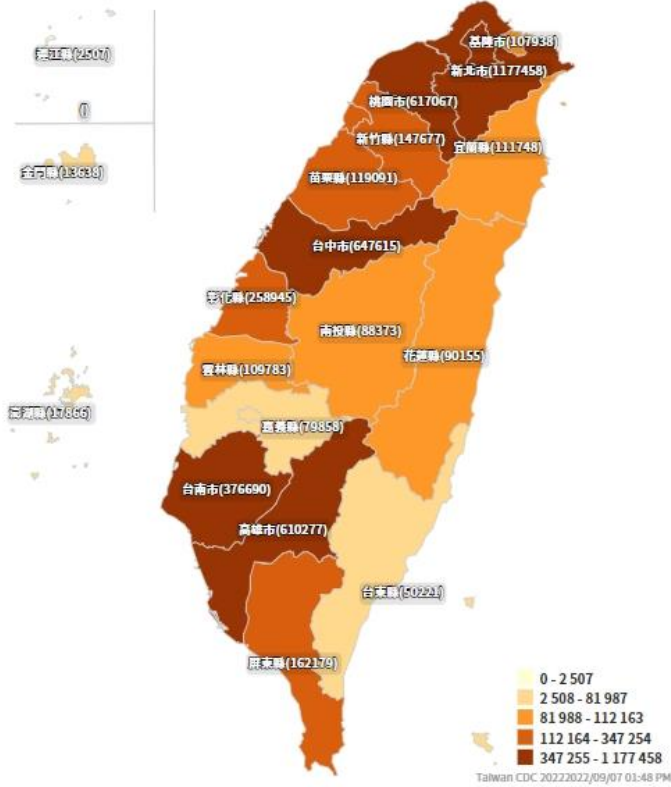 連江縣(2507)
基隆市(107938)
新北市(1177458)
桃園市(617067)
()
新竹縣(147677)
宜蘭縣(111748)
金門縣(13638)
苗栗縣(119091)
台中市(647615)
彰化縣(258945)
南投縣(88373)
花蓮縣(90155)
雲林縣(109783)
澎湖縣(17866)
嘉義縣(79858)
台南市(376690)
高雄市(610277)
台東縣(50221)
屏東縣(162179)
0 - 2 507
2 508 - 81 987
81 988 - 112 163
112 164 - 347 254
347 255 - 1 177 458
Taiwan CDC 20222022/09/07 01:48 PM